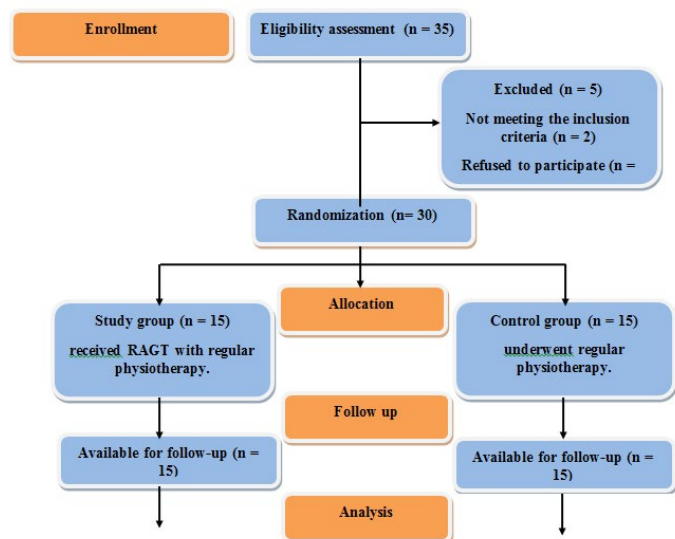 Enrollment
Eligibility assessment (n = 35)
Excluded (n = 5)
Not meeting the inclusion
criteria (n = 2)
Refused to participate (n =
Randomization (n= 30)
Allocation
Study group (n = 15)
received RAGT with regular
physiotherapy.
Control group (n = 15)
underwent regular
physiotherapy.
Follow up
Available for follow-up (n =
15)
Available for follow-up (n =
15)
Analysis